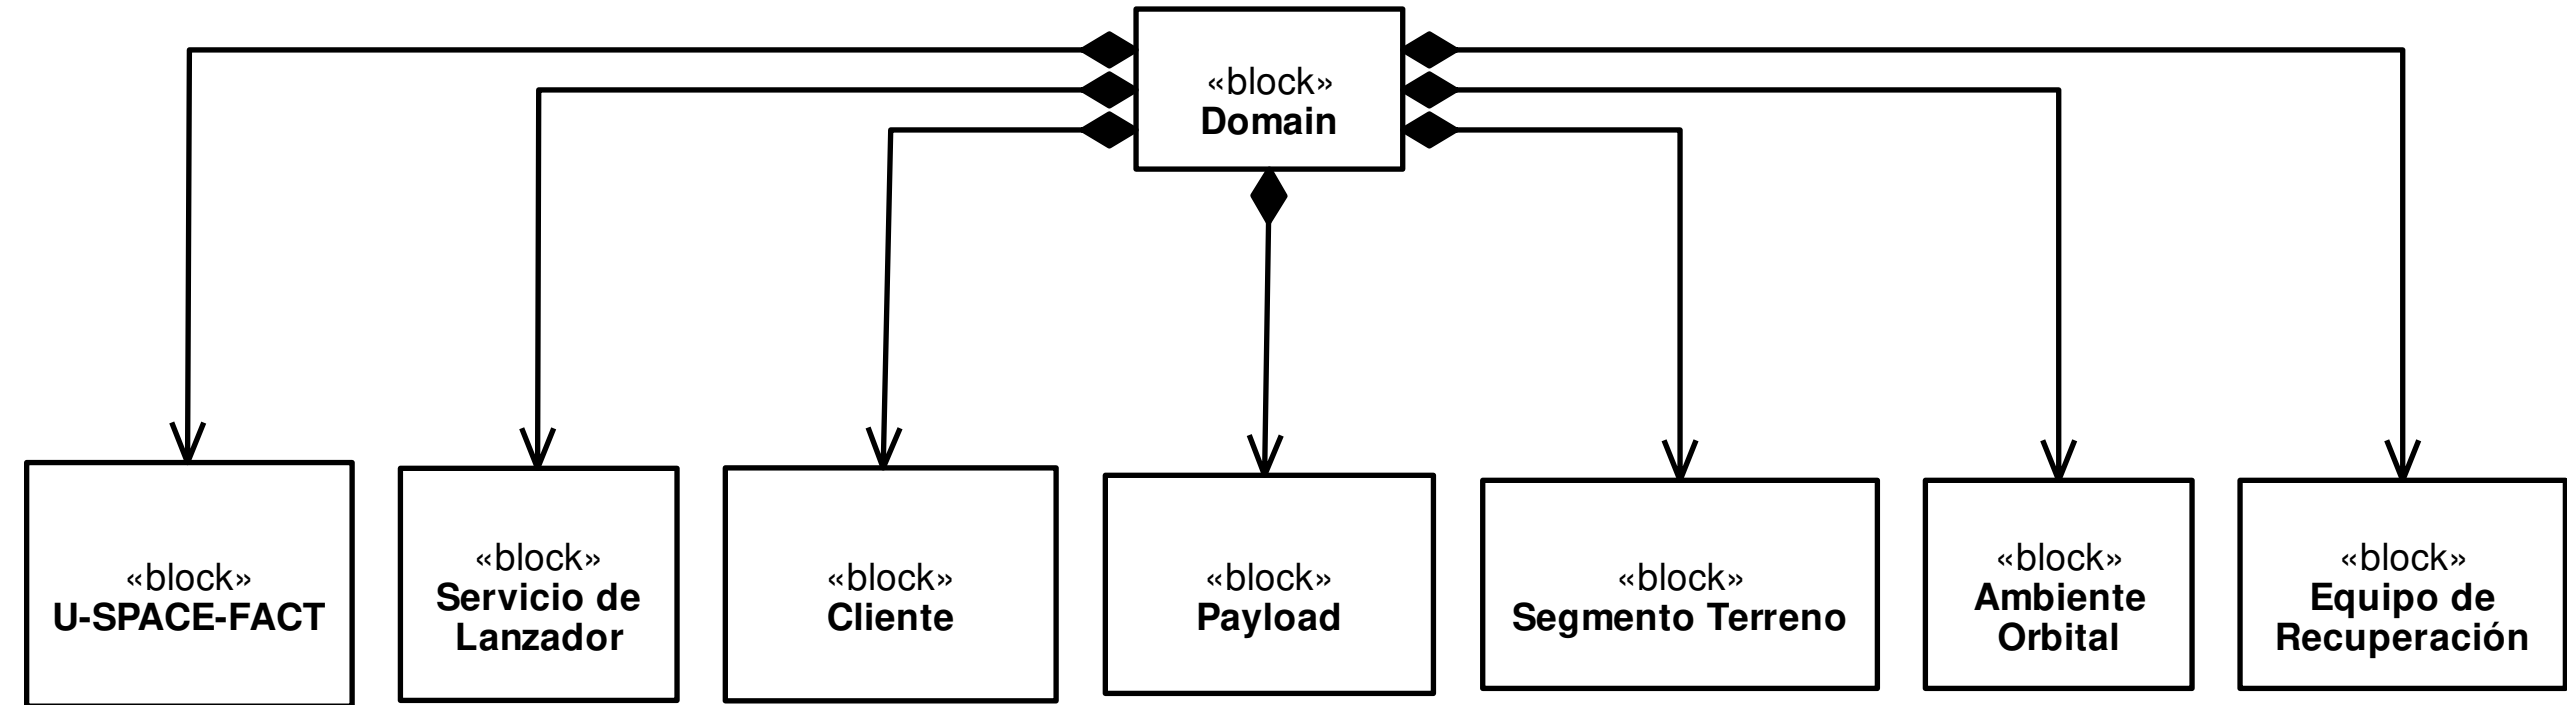 «block»
Domain
«block»
U-SPACE-FACT
«block»
Servicio de
Lanzador
«block»
Cliente
«block»
Payload
«block»
Segmento Terreno
«block»
Ambiente
Orbital
«block»
Equipo de
Recuperación